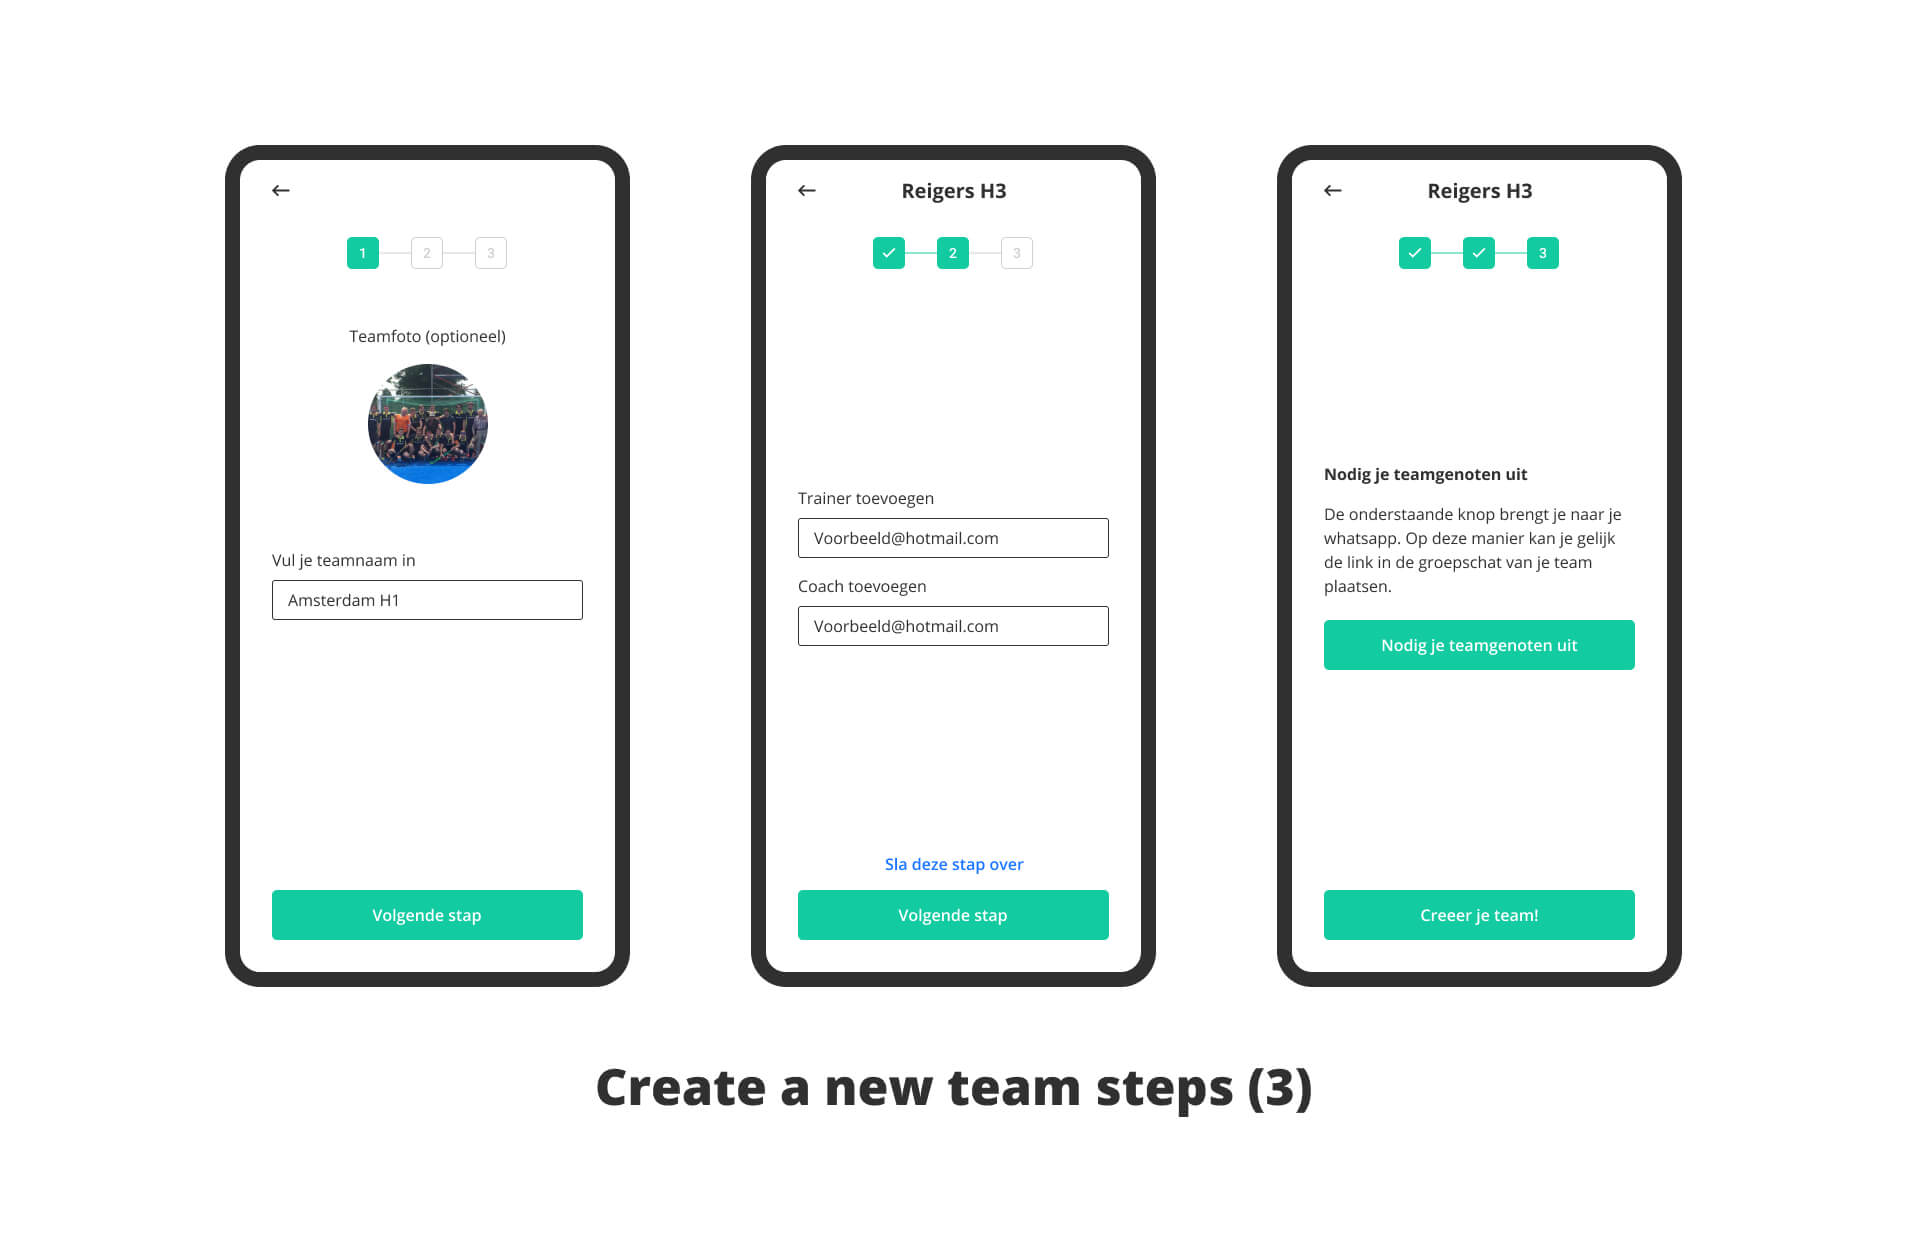 1 2 3
Teamfoto (optioneel)
Vul je teamnaam in
Amsterdam H1
Volgende stap
Reigers H3
2 3
Trainer toevoegen
Voorbeeld@hotmail.com
Coach toevoegen
Voorbeeld@hotmail.com
Sla deze stap over
Volgende stap
Reigers H3
3
Nodig je teamgenoten uit
De onderstaande knop brengt je naar je
whatsapp. Op deze manier kan je gelijk
de link in de groepschat van je team
plaatsen.
Nodig je teamgenoten uit
Creeer je team!
Create a new team steps (3)